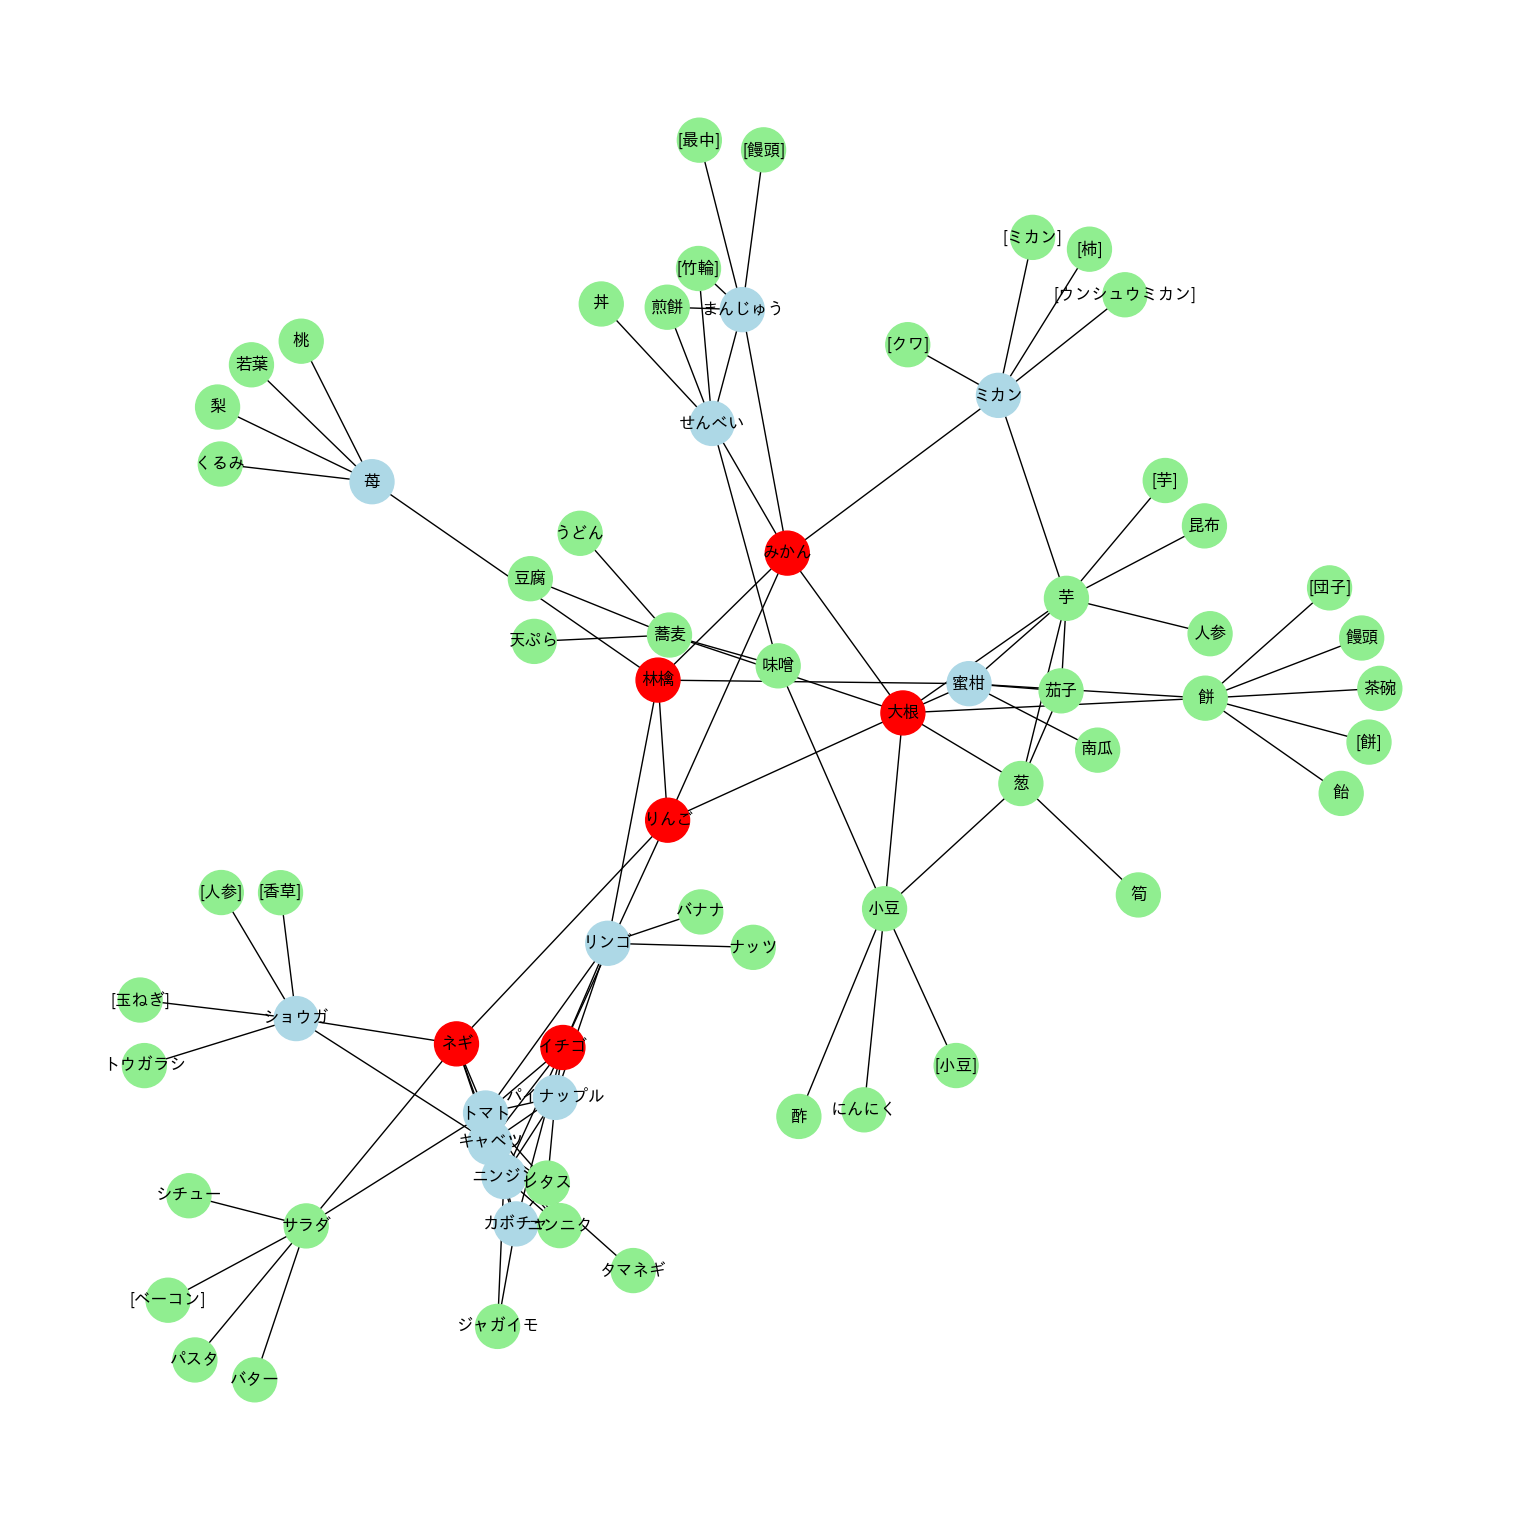 [最中]
[饅頭]
[ミカン]
[柿]
[竹輪]
[ウンシュウミカン]
丼
煎餅
まんじゅう
桃
[クワ]
若葉
ミカン
梨
せんべい
くるみ
苺
[芋]
昆布
うどん
みかん
豆腐
芋
[団子]
天ぷら
蕎麦
人参
饅頭
味噌
林檎
蜜柑
茄子
餅
茶碗
大根
南瓜
[餅]
葱
飴
りんご
[人参]
[香草]
筍
バナナ
小豆
リンゴ
ナッツ
[玉ねぎ]
ショウガ
ネギ
イチゴ
トウガラシ
[小豆]
パイナップル
トマト
酢
にんにく
キャベツ
ニンジン
レタス
シチュー
サラダ
カボチャ
タマネギ
[ベーコン]
ジャガイモ
パスタ
バター